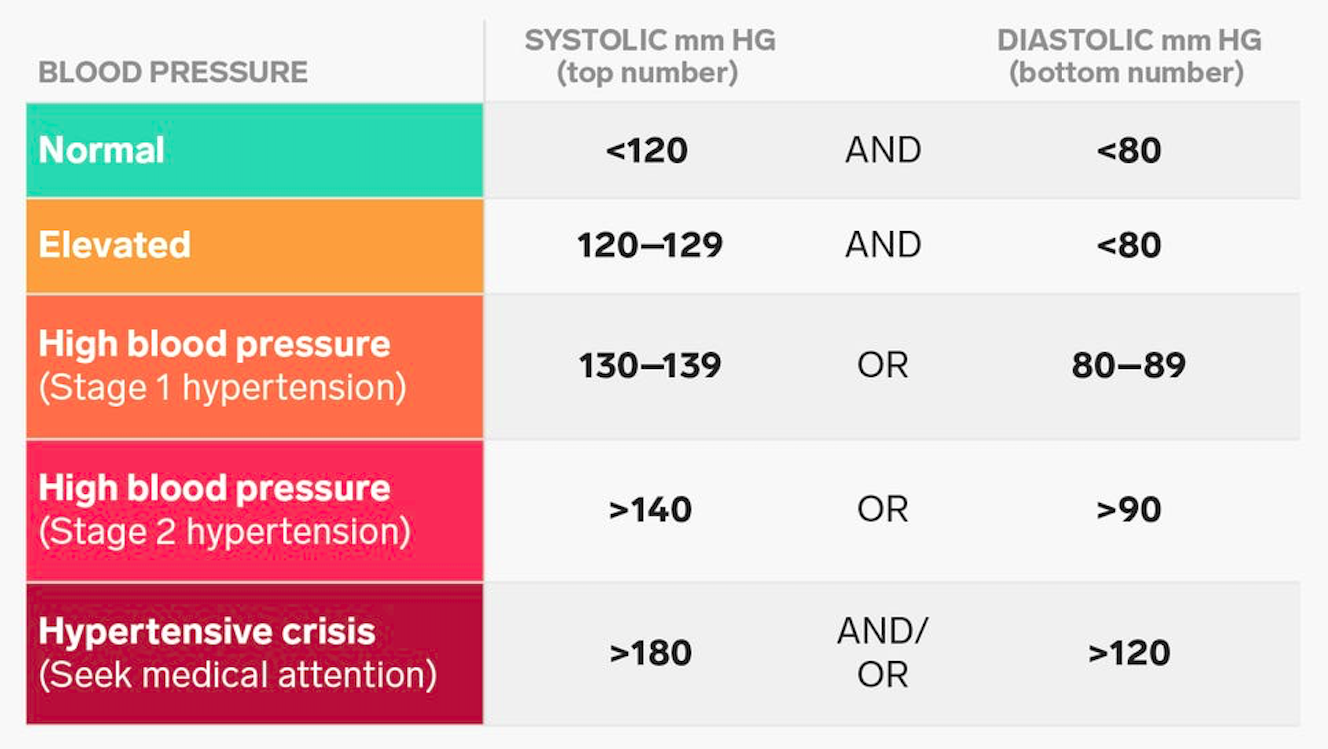 BLOOD PRESSURE
SYSTOLIC mm HG
(top number)
DIASTOLIC mm HG
(bottom number)
Normal <120 AND <80
Elevated 120–129 AND <80
High blood pressure
(Stage 1 hypertension) 130–139 OR 80–89
High blood pressure
(Stage 2 hypertension) >140 OR >90
Hypertensive crisis
(Seek medical attention) >180 AND/
OR >120